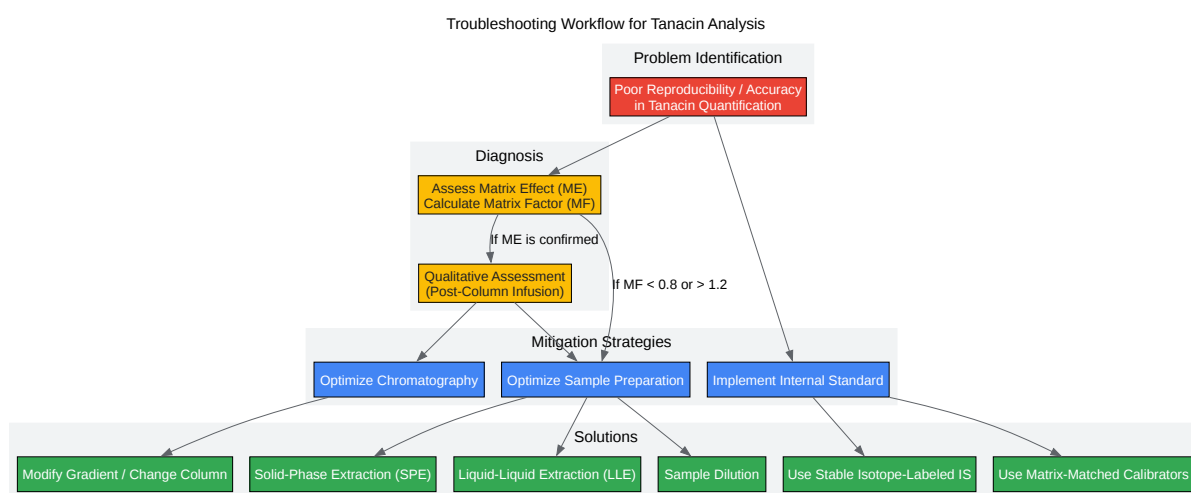 Troubleshooting Workflow for Tanacin Analysis
Problem Identification
Poor Reproducibility / Accuracy
in Tanacin Quantification
Diagnosis
Assess Matrix Effect (ME)
Calculate Matrix Factor (MF)
If ME is confirmed
Qualitative Assessment
(Post-Column Infusion)
If MF < 0.8 or > 1.2
Mitigation Strategies
Optimize Chromatography
Optimize Sample Preparation
Implement Internal Standard
Solutions
Modify Gradient / Change Column
Solid-Phase Extraction (SPE)
Liquid-Liquid Extraction (LLE)
Sample Dilution
Use Stable Isotope-Labeled IS
Use Matrix-Matched Calibrators